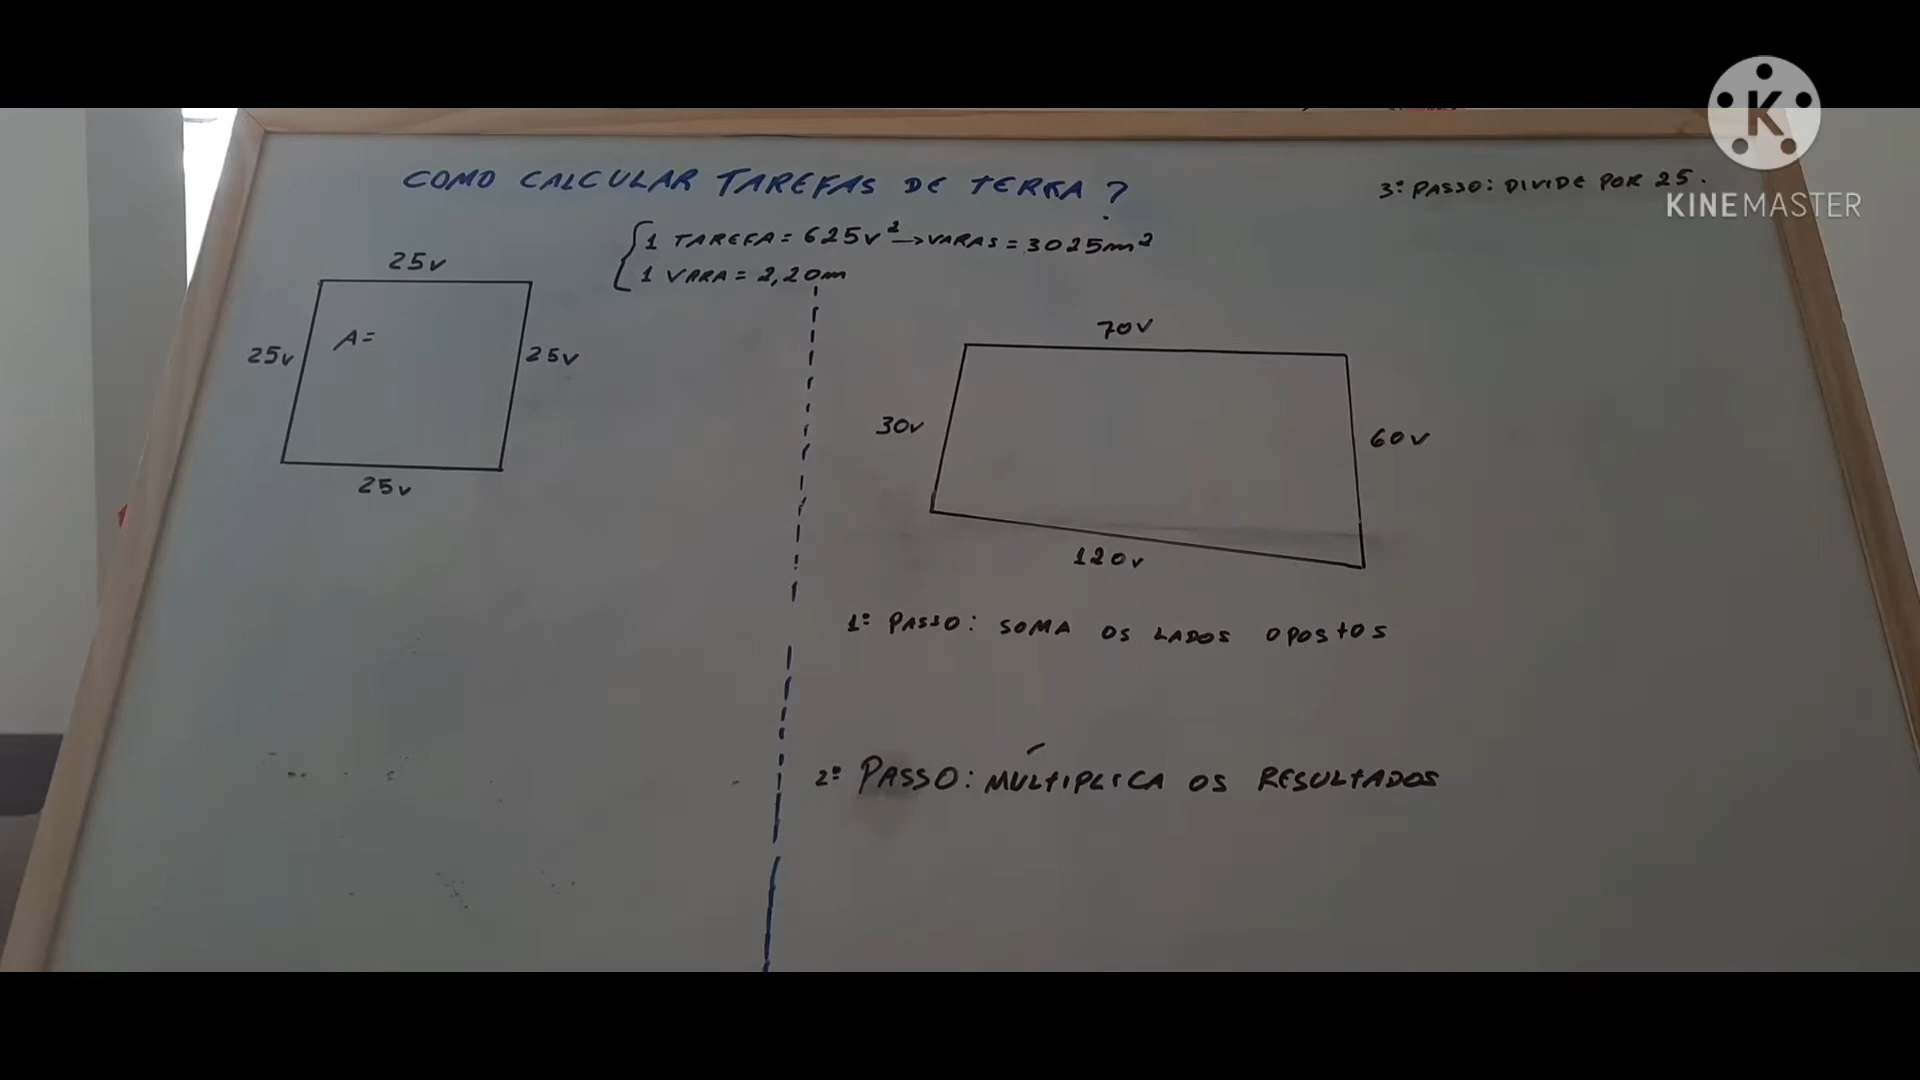 COMO CALCULAR TAREFAS DE TERRA?
3º PASSO: DIVIDE POR 25.
KINEMASTER
1 TAREFA = 625v² → VARAS = 3025m²
1 VARA = 2,20m
25v
25v
A =
25v
25v
70v
30v
60v
120v
1º PASSO: SOMA OS LADOS OPOSTOS
2º PASSO: MÚLTIPLICA OS RESULTADOS